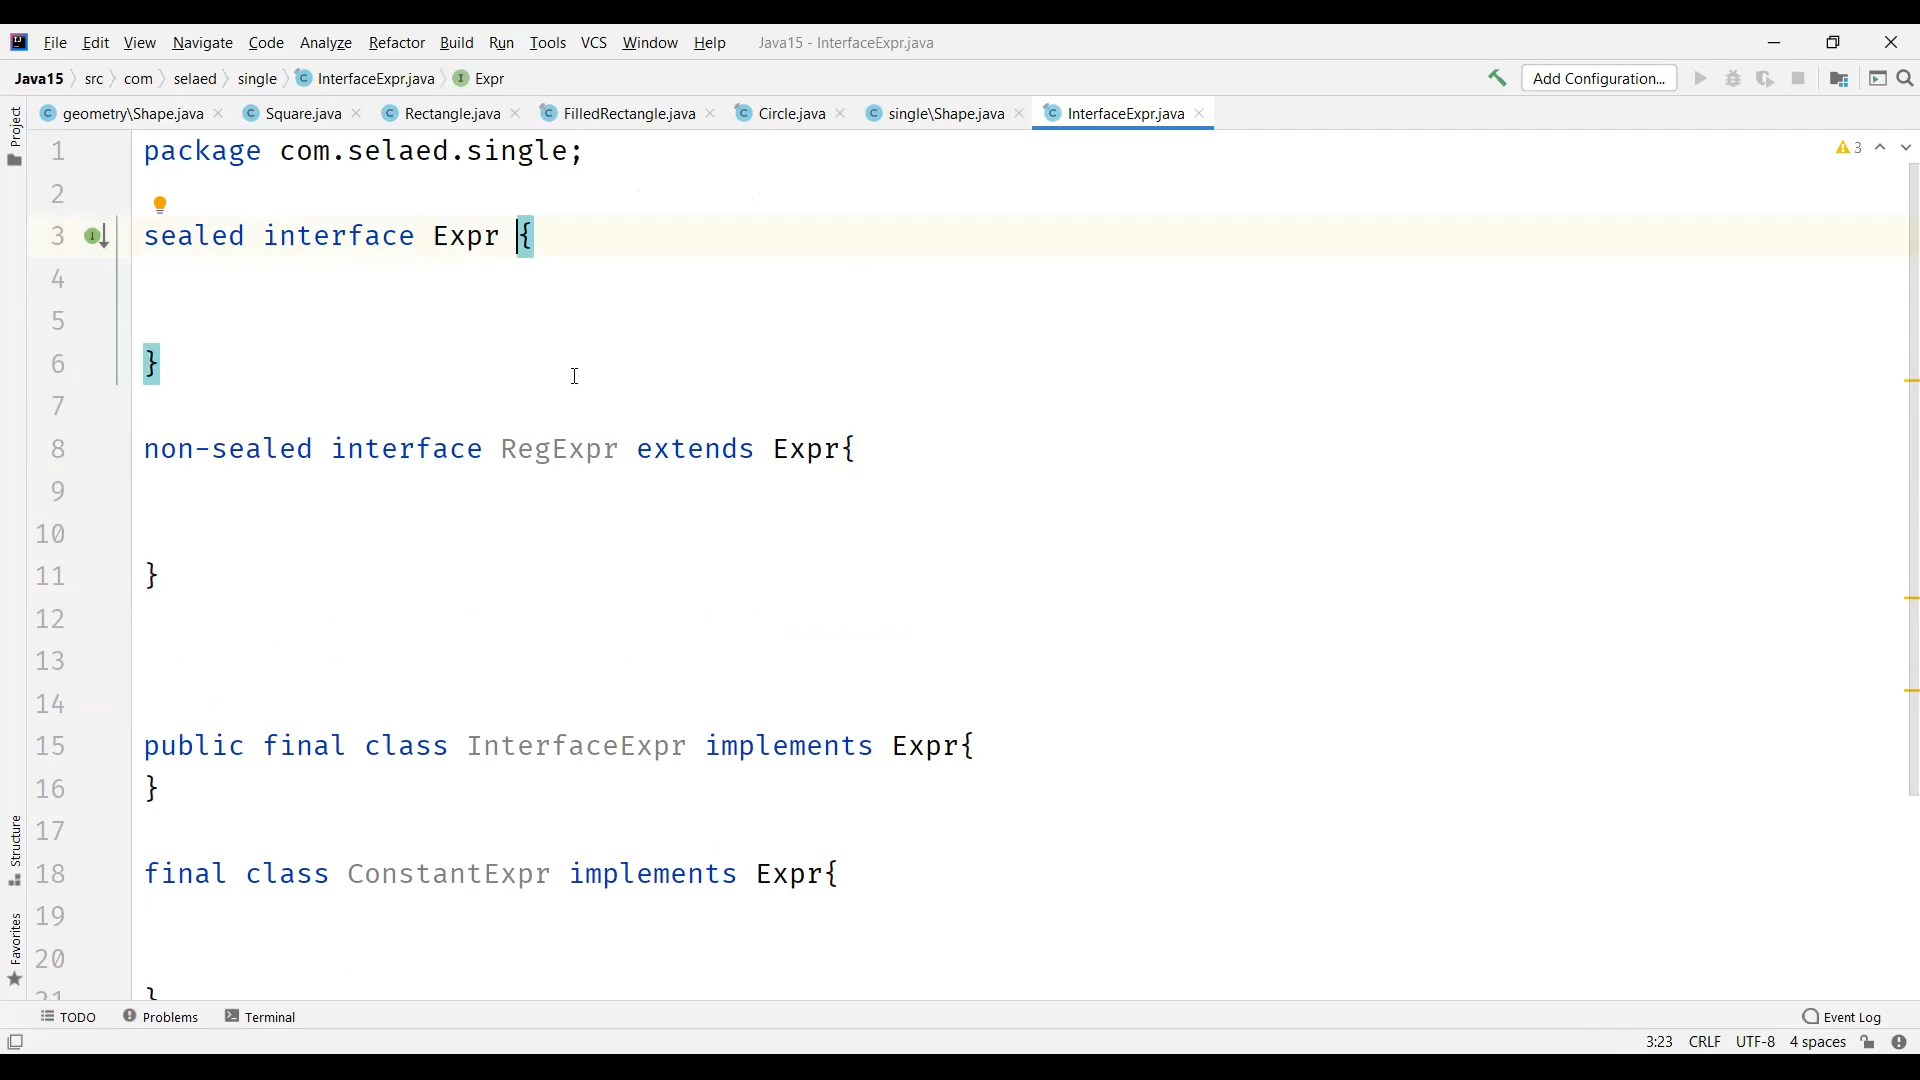 File Edit View Navigate Code Analyze Refactor Build Run Tools VCS Window Help Java15 - InterfaceExpr.java
Java15 src com selaed single InterfaceExpr.java Expr Add Configuration...
geometry\Shape.java Square.java Rectangle.java FilledRectangle.java Circle.java single\Shape.java InterfaceExpr.java
Project
1 package com.selaed.single; 3
2
3 sealed interface Expr {
4
5
6 }
7
8 non-sealed interface RegExpr extends Expr{
9
10
11 }
12
13
14
15 public final class InterfaceExpr implements Expr{
16 }
17
18 final class ConstantExpr implements Expr{
19
20
21 }
Structure
Favorites
TODO Problems Terminal Event Log
3:23 CRLF UTF-8 4 spaces